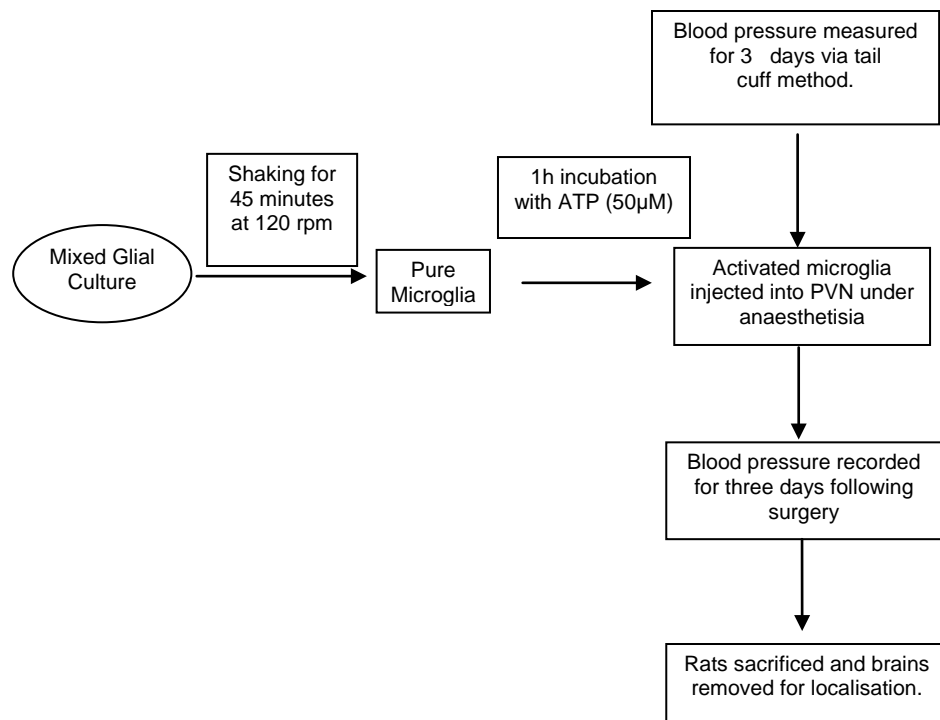 Blood pressure measured
for 3 days via tail
cuff method.
Shaking for
45 minutes
at 120 rpm
1h incubation
with ATP (50µM)
Mixed Glial
Culture
Pure
Microglia
Activated microglia
injected into PVN under
anaesthetisia
Blood pressure recorded
for three days following
surgery
Rats sacrificed and brains
removed for localisation.